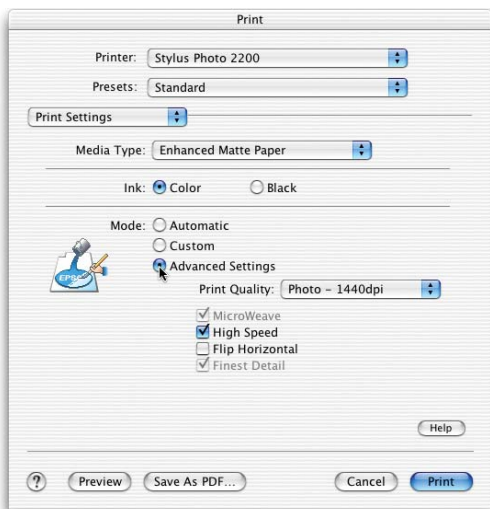 Print
Printer: Stylus Photo 2200
Presets: Standard
Print Settings
Media Type: Enhanced Matte Paper
Ink: Color Black
Mode: Automatic
Custom
EPSO
Advanced Settings
Print Quality: Photo – 1440dpi
MicroWeave
High Speed
Flip Horizontal
Finest Detail
Help
? Preview Save As PDF... Cancel Print